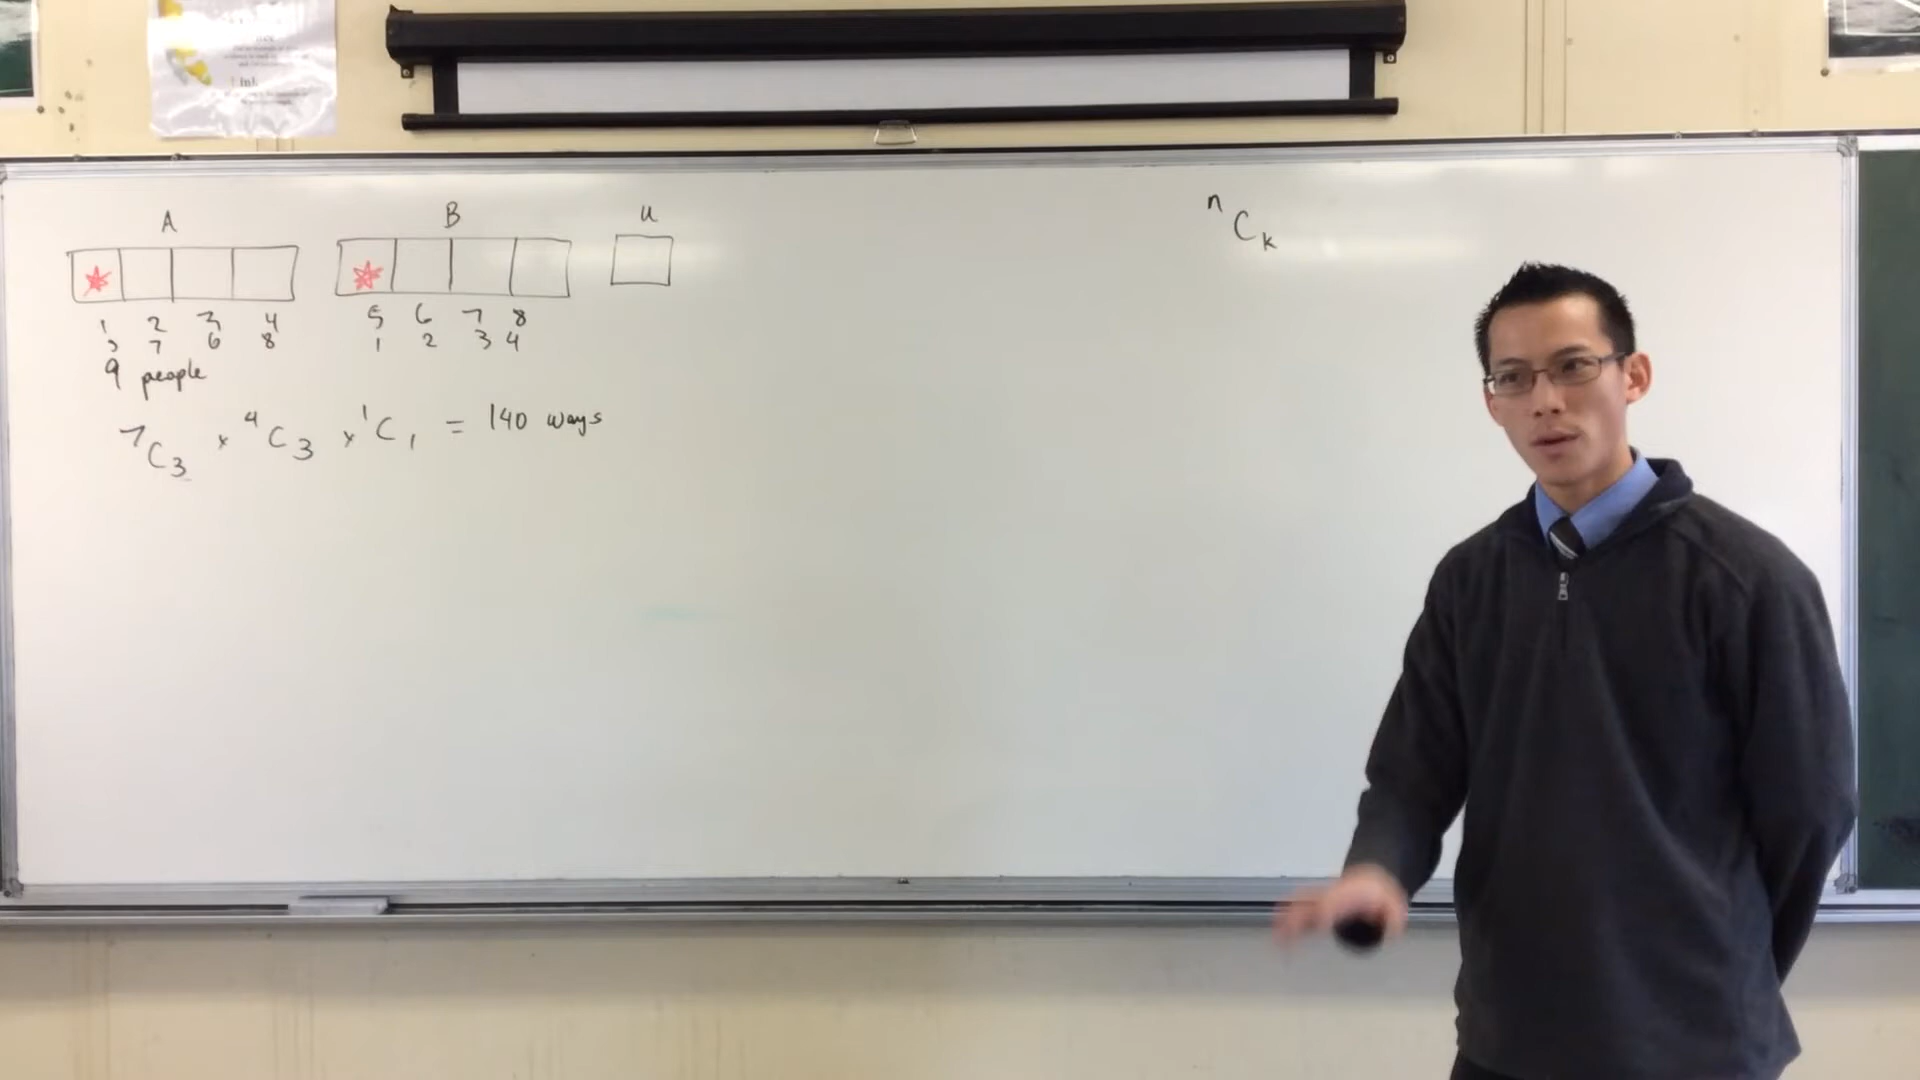 A B U
1 2 3 4 5 6 7 8
5 7 6 8 1 2 3 4
9 people
⁷C₃ × ⁴C₃ × ¹C₁ = 140 ways
ⁿCₖ